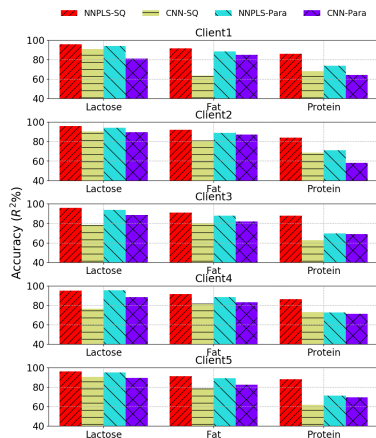 NNPLS-SQ CNN-SQ NNPLS-Para CNN-Para
Client1
100
80
60
40
Lactose Fat Protein
Client2
100
80
60
40
Lactose Fat Protein
Client3
100
80
60
40
Lactose Fat Protein
Client4
100
80
60
40
Lactose Fat Protein
Client5
100
80
60
40
Lactose Fat Protein
Accuracy (R²%)